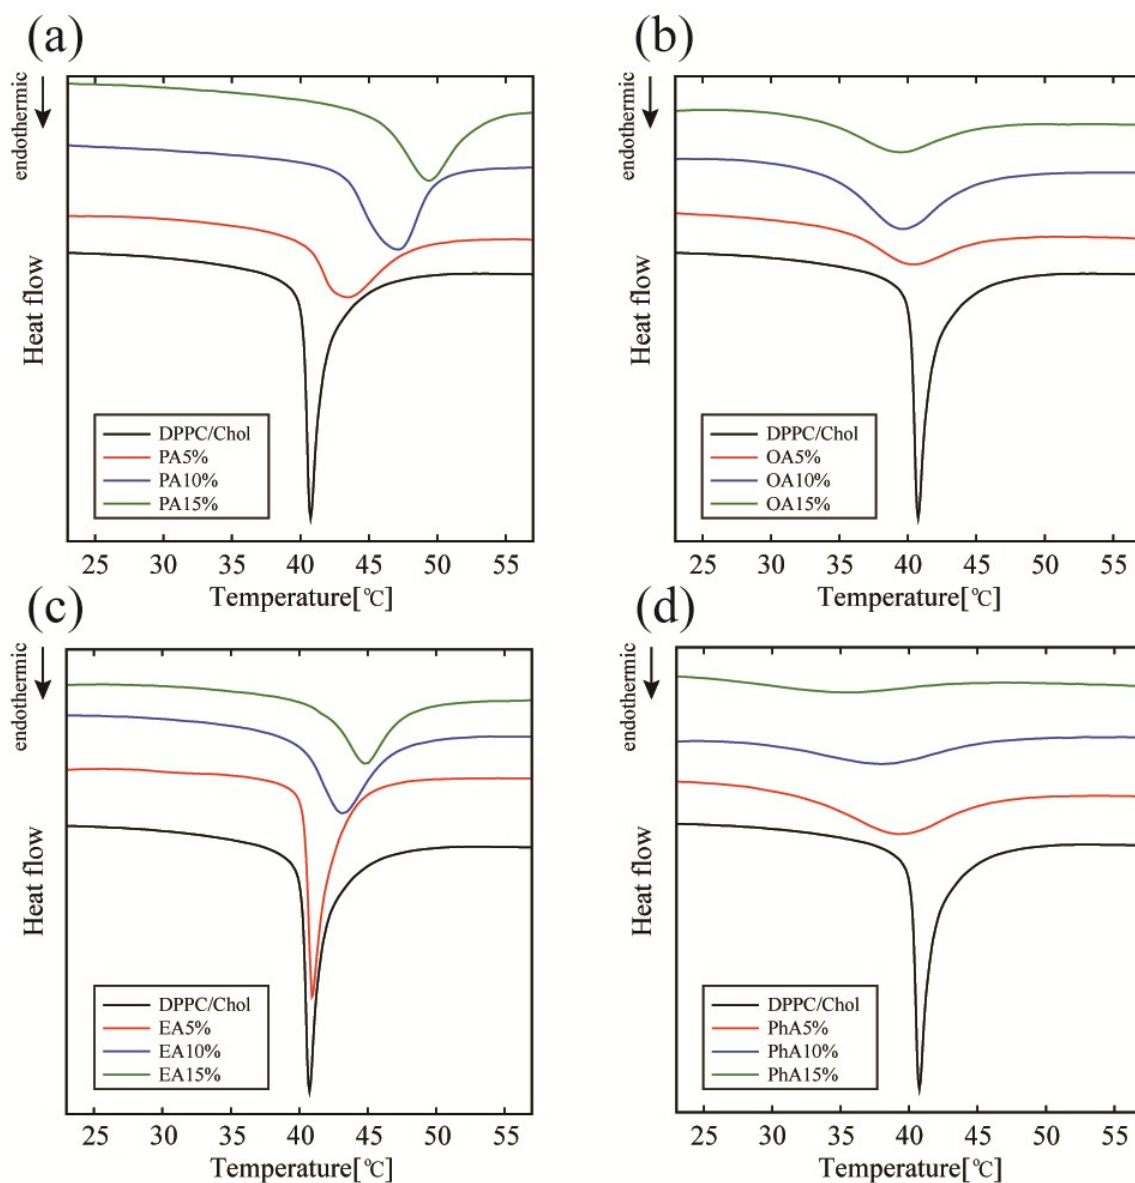 (a)
endothermic
Heat flow
DPPC/Chol
PA5%
PA10%
PA15%
25 30 35 40 45 50 55
Temperature[℃]
(b)
endothermic
Heat flow
DPPC/Chol
OA5%
OA10%
OA15%
25 30 35 40 45 50 55
Temperature[℃]
(c)
endothermic
Heat flow
DPPC/Chol
EA5%
EA10%
EA15%
25 30 35 40 45 50 55
Temperature[℃]
(d)
endothermic
Heat flow
DPPC/Chol
PhA5%
PhA10%
PhA15%
25 30 35 40 45 50 55
Temperature[℃]